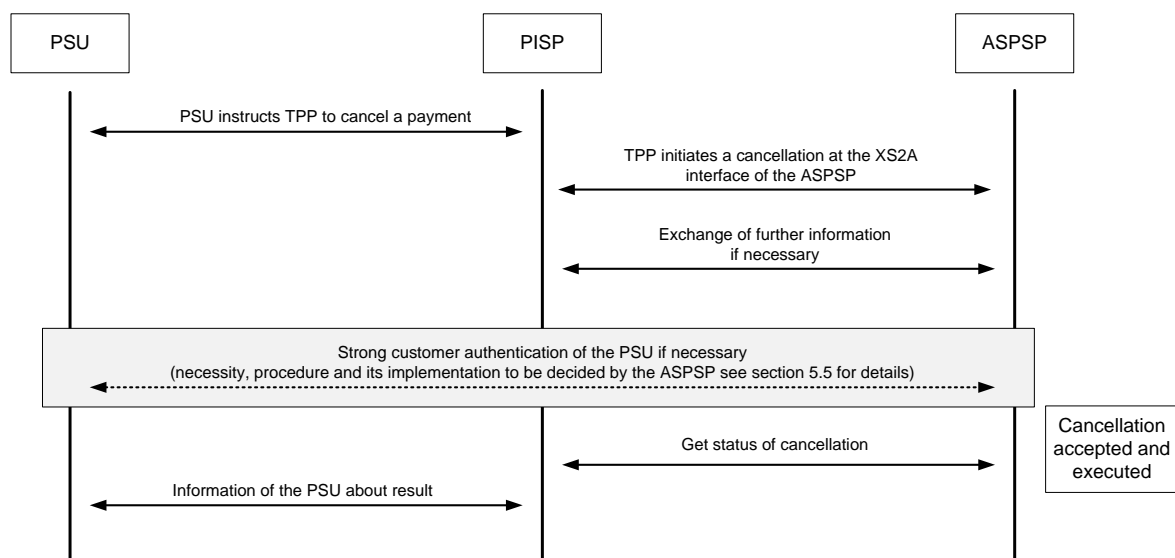 PSU
PISP
ASPSP
PSU instructs TPP to cancel a payment
TPP initiates a cancellation at the XS2A
interface of the ASPSP
Exchange of further information
if necessary
Strong customer authentication of the PSU if necessary
(necessity, procedure and its implementation to be decided by the ASPSP see section 5.5 for details)
Get status of cancellation
Cancellation
accepted and
executed
Information of the PSU about result